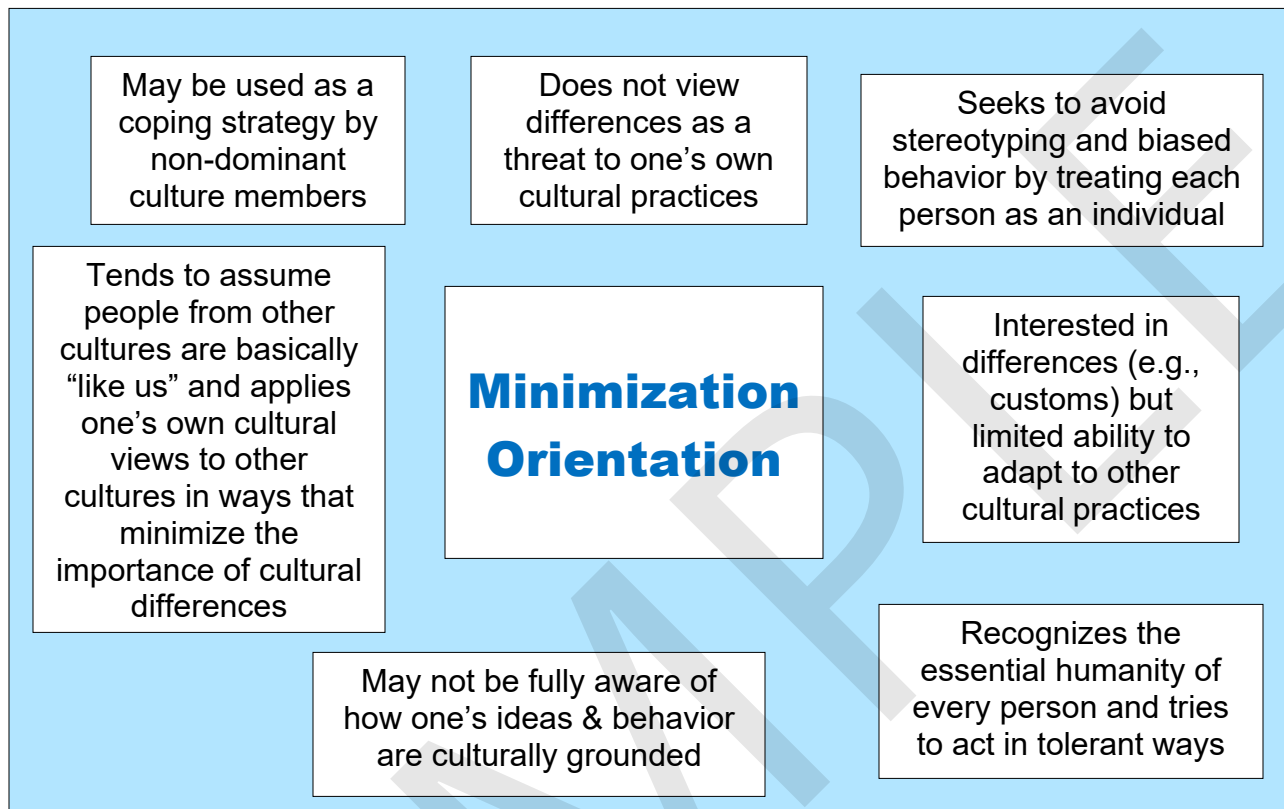 May be used as a
coping strategy by
non-dominant
culture members
Does not view
differences as a
threat to one’s own
cultural practices
Seeks to avoid
stereotyping and biased
behavior by treating each
person as an individual
Tends to assume
people from other
cultures are basically
“like us” and applies
one’s own cultural
views to other
cultures in ways that
minimize the
importance of cultural
differences
Minimization
Orientation
Interested in
differences (e.g.,
customs) but
limited ability to
adapt to other
cultural practices
May not be fully aware of
how one’s ideas & behavior
are culturally grounded
Recognizes the
essential humanity of
every person and tries
to act in tolerant ways
MPLE